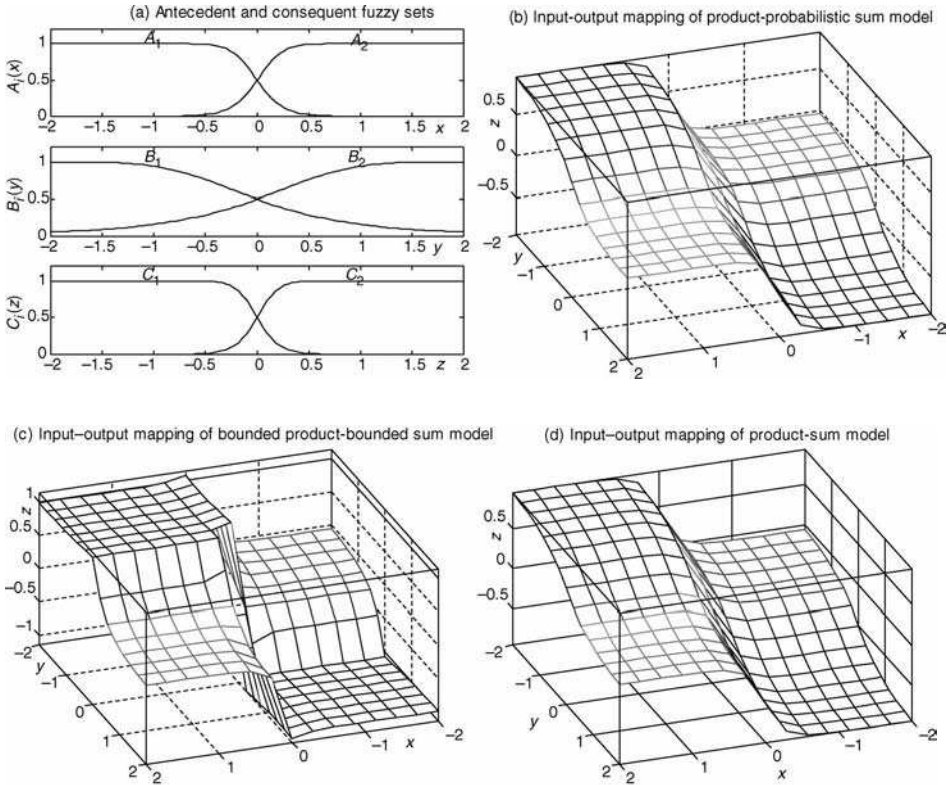 (a) Antecedent and consequent fuzzy sets
A1 A2
1
0.5
0
Ai(x)
−2 −1.5 −1 −0.5 0 0.5 1 x 1.5 2
B1 B2
1
0.5
0
Bi(y)
−2 −1.5 −1 −0.5 0 0.5 1 1.5 y 2
C1 C2
1
0.5
0
Ci(z)
−2 −1.5 −1 −0.5 0 0.5 1 1.5 z 2
(b) Input-output mapping of product-probabilistic sum model
0.5
z
0
−0.5
−2
y −1
0
1
2
2 1 0 −1 x −2
(c) Input–output mapping of bounded product-bounded sum model
1
z
0.5
0
−0.5
−1
−2
y −1
0
1
2
2 1 0 −1 x −2
(d) Input–output mapping of product-sum model
0.5
z
0
−0.5
−2
−1
y 0
1
2
2 1 x 0 −1 −2